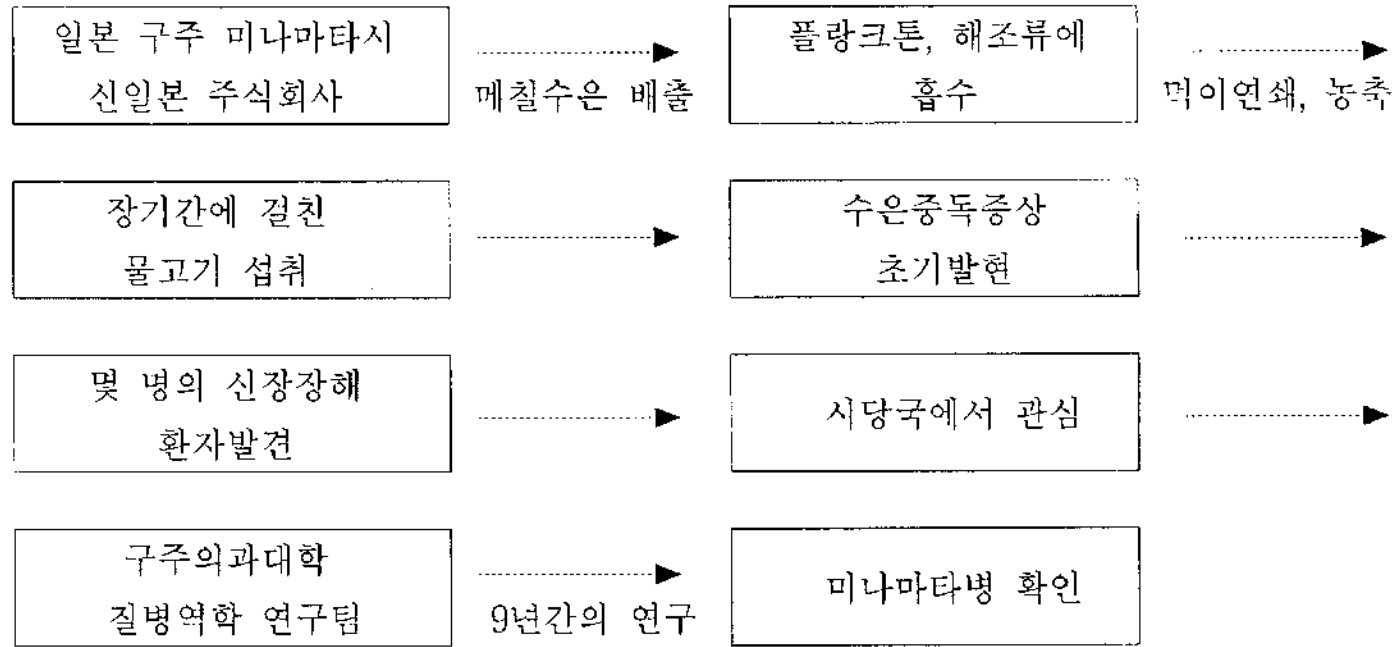 일본 구주 미나마타시
신일본 주식회사
메칠수은 배출
플랑크톤, 해조류에
흡수
먹이연쇄, 농축
장기간에 걸친
물고기 섭취
수은중독증상
초기발현
몇 명의 신장장해
환자발견
시당국에서 관심
구주의과대학
질병역학 연구팀
9년간의 연구
미나마타병 확인